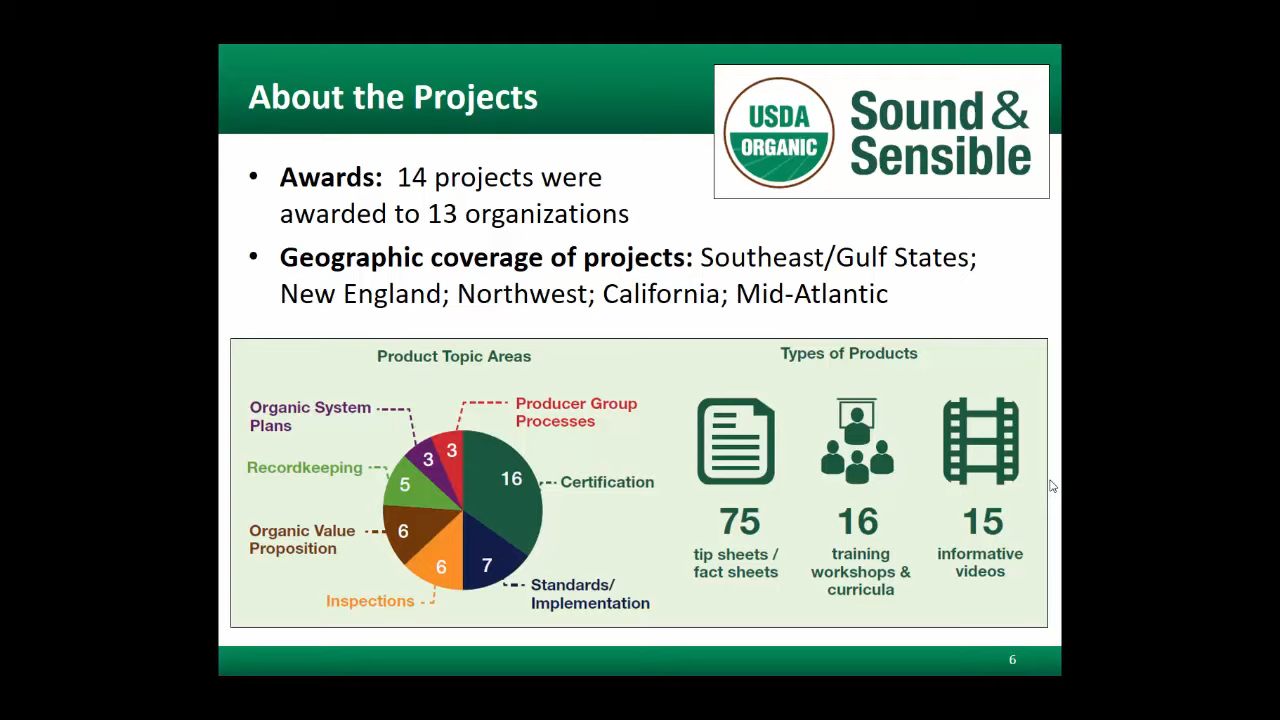 About the Projects
USDA
ORGANIC
Sound &
Sensible
• Awards: 14 projects were
awarded to 13 organizations
• Geographic coverage of projects: Southeast/Gulf States;
New England; Northwest; California; Mid-Atlantic
Product Topic Areas
Organic System
Plans
Producer Group
Processes
Recordkeeping
Certification
Organic Value
Proposition
Inspections
Standards/
Implementation
3
3
16
5
6
6
7
Types of Products
75
tip sheets /
fact sheets
16
training
workshops &
curricula
15
informative
videos
6